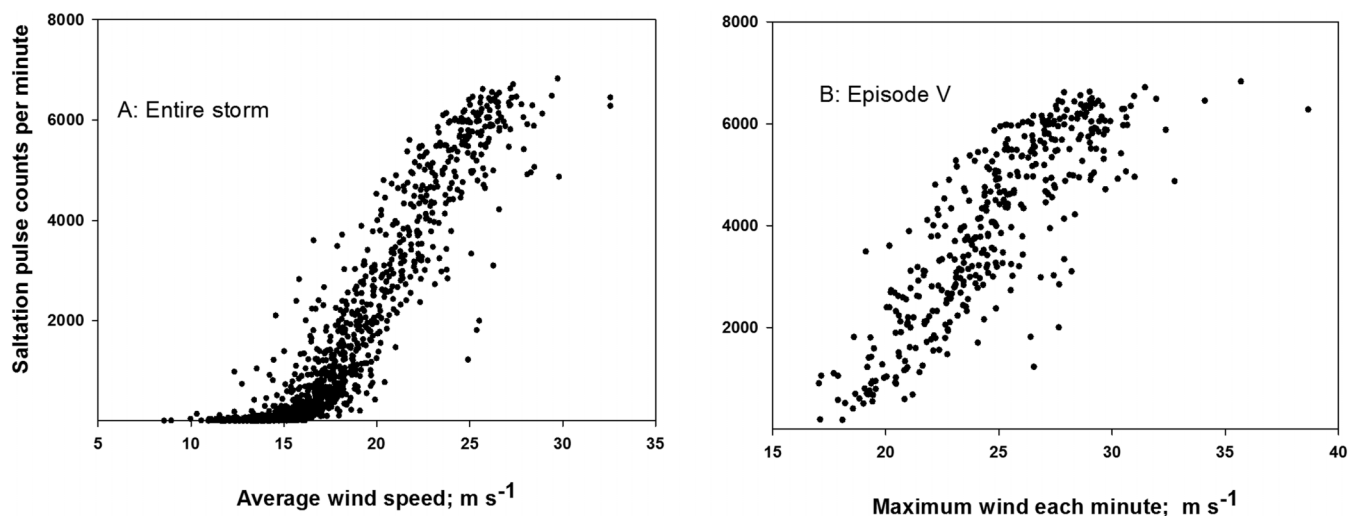 Saltation pulse counts per minute
8000
6000
4000
2000
A: Entire storm
5 10 15 20 25 30 35
Average wind speed; m s-1
8000
6000
4000
2000
0
B: Episode V
15 20 25 30 35 40
Maximum wind each minute; m s-1